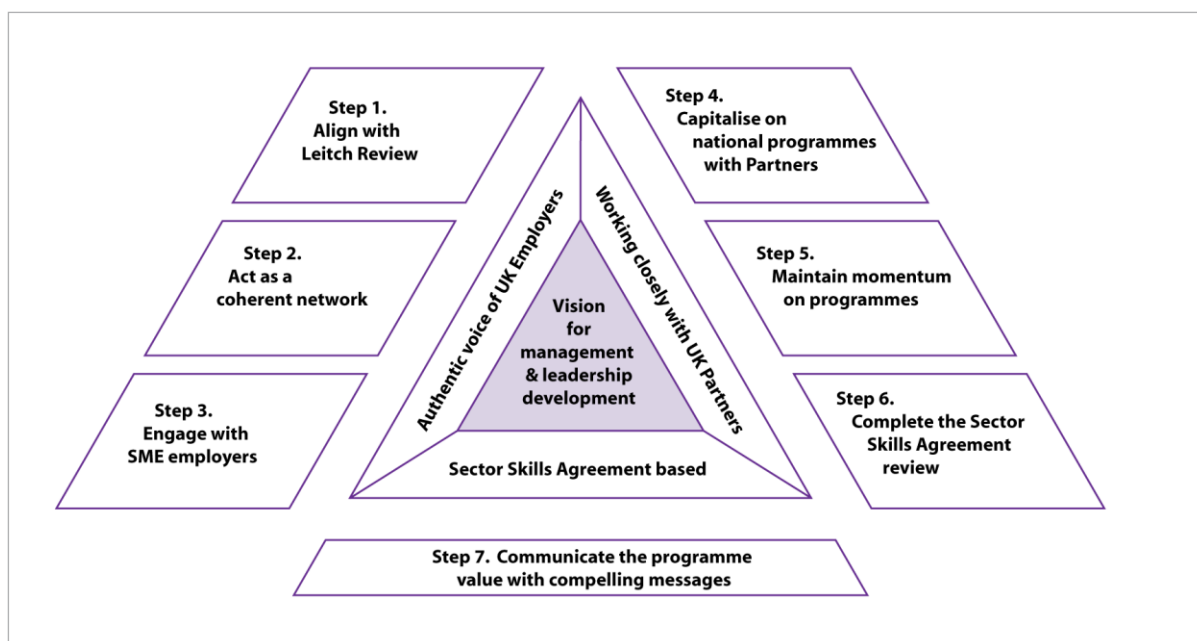 Step 1.
Align with
Leitch Review
Step 2.
Act as a
coherent network
Step 3.
Engage with
SME employers
Authentic voice of UK Employers
Vision
for
management
& leadership
development
Working closely with UK Partners
Sector Skills Agreement based
Step 4.
Capitalise on
national programmes
with Partners
Step 5.
Maintain momentum
on programmes
Step 6.
Complete the Sector
Skills Agreement
review
Step 7. Communicate the programme
value with compelling messages